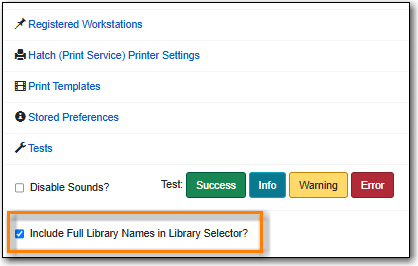 Registered Workstations
Hatch (Print Service) Printer Settings
Print Templates
Stored Preferences
Tests
Disable Sounds? Test: Success Info Warning Error
Include Full Library Names in Library Selector?